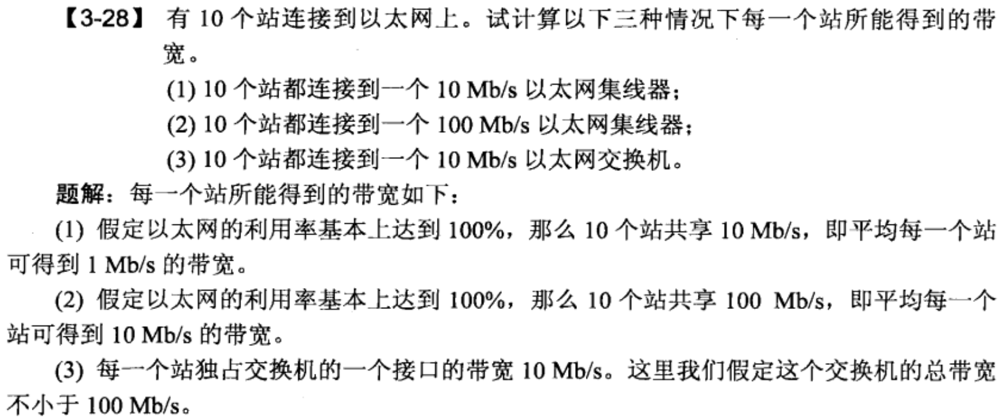 【3-28】 有 10 个站连接到以太网上。试计算以下三种情况下每一个站所能得到的带
宽。
(1) 10 个站都连接到一个 10 Mb/s 以太网集线器；
(2) 10 个站都连接到一个 100 Mb/s 以太网集线器；
(3) 10 个站都连接到一个 10 Mb/s 以太网交换机。
题解：每一个站所能得到的带宽如下：
(1) 假定以太网的利用率基本上达到 100%，那么 10 个站共享 10 Mb/s，即平均每一个站
可得到 1 Mb/s 的带宽。
(2) 假定以太网的利用率基本上达到 100%，那么 10 个站共享 100 Mb/s，即平均每一个
站可得到 10 Mb/s 的带宽。
(3) 每一个站独占交换机的一个接口的带宽 10 Mb/s。这里我们假定这个交换机的总带宽
不小于 100 Mb/s。